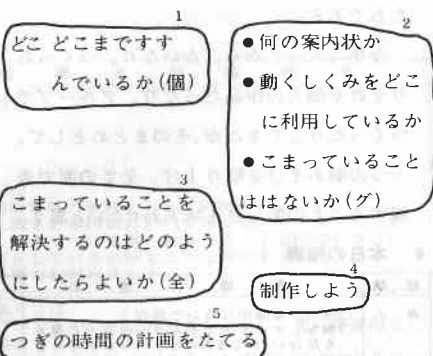 1
どこ どこまですす
んでいるか(個)
2
●何の案内状か
●動くしくみをどこ
に利用しているか
●こまっていること
ははないか(グ)
3
こまっていることを
解決するのはどのよう
にしたらよいか(全)
4
制作しよう
5
つぎの時間の計画をたてる